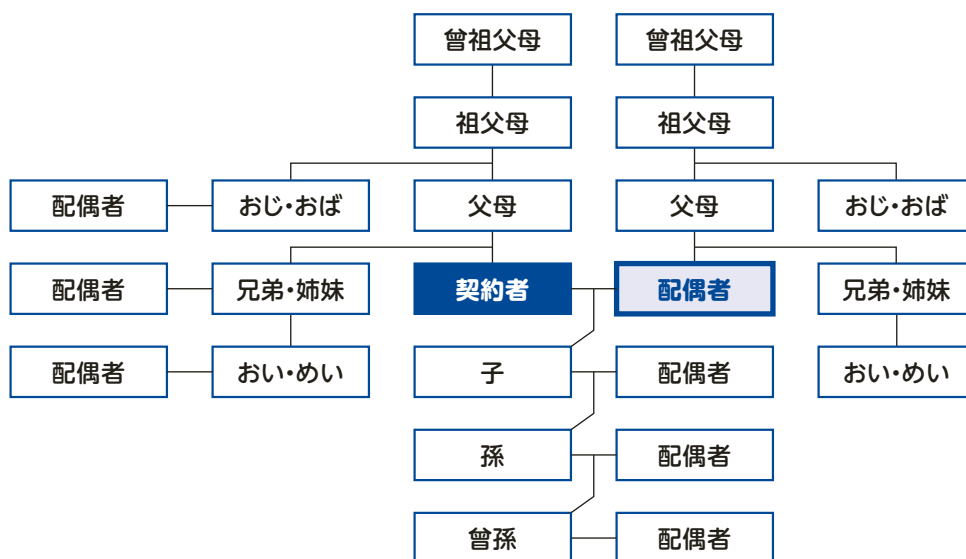 曾祖父母 曾祖父母
祖父母 祖父母
配偶者 おじ・おば 父母 父母 おじ・おば
配偶者 兄弟・姉妹 契約者 配偶者 兄弟・姉妹
配偶者 おい・めい 子 配偶者 おい・めい
孫 配偶者
曾孫 配偶者